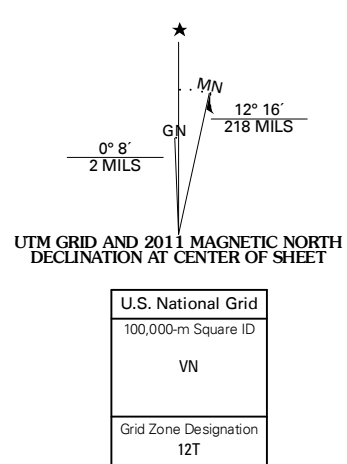 MN
GN
12° 16´
218 MILS
0° 8´
2 MILS
UTM GRID AND 2011 MAGNETIC NORTH
DECLINATION AT CENTER OF SHEET
U.S. National Grid
100,000-m Square ID
VN
Grid Zone Designation
12T